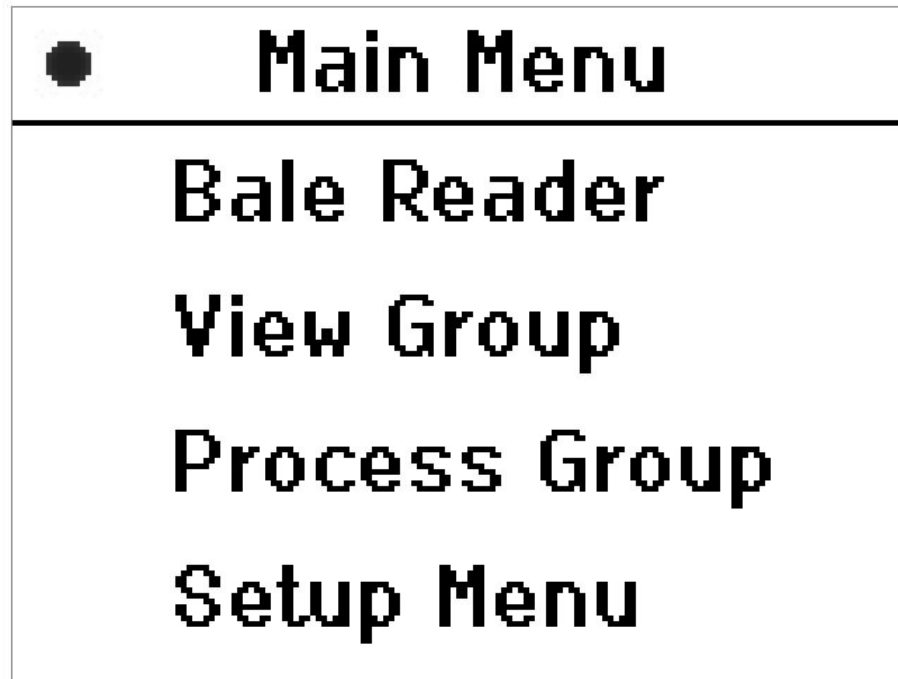 Main Menu
Bale Reader
View Group
Process Group
Setup Menu